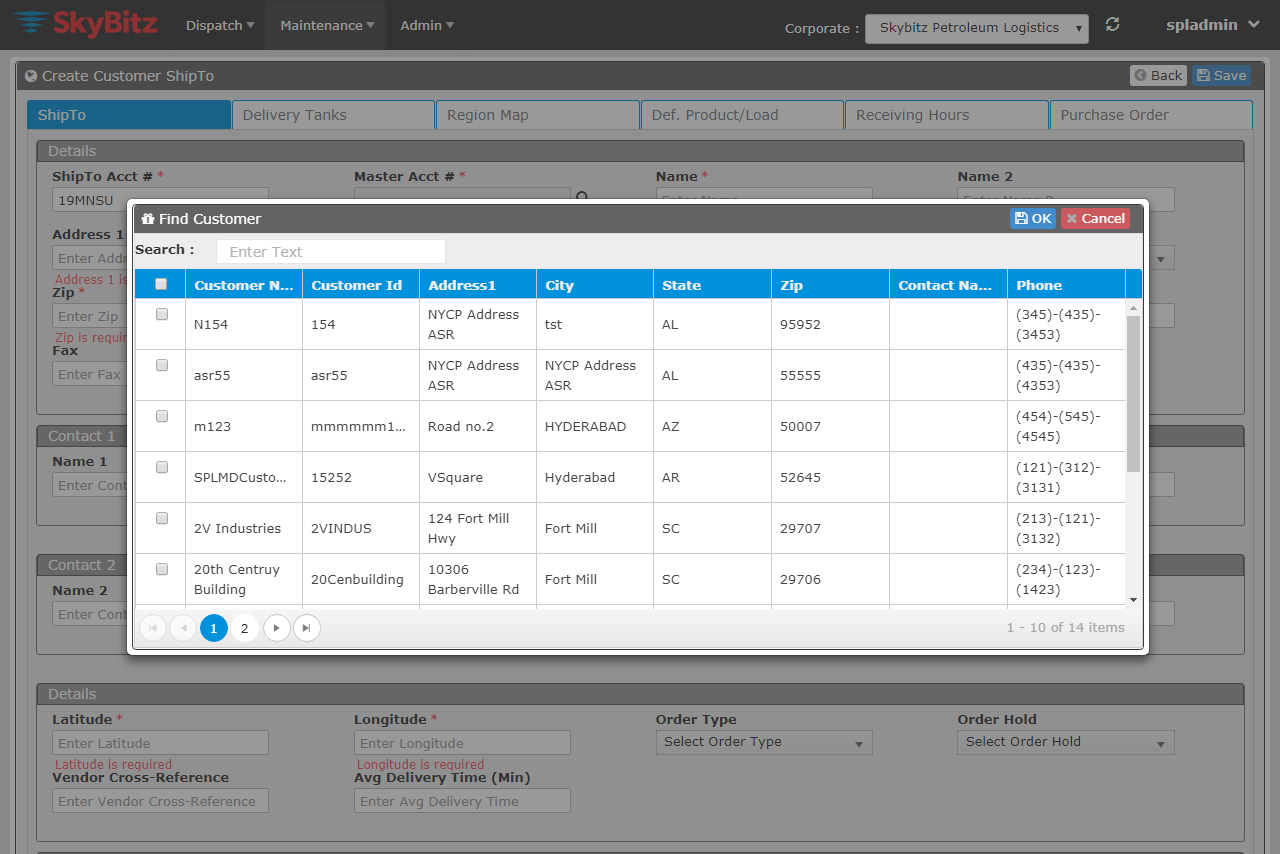 SkyBitz Dispatch Maintenance Admin Corporate : Skybitz Petroleum Logistics spladmin
Create Customer ShipTo Back Save
ShipTo Delivery Tanks Region Map Def. Product/Load Receiving Hours Purchase Order
Details
ShipTo Acct # * Master Acct # * Name * Name 2
19MNSU
Find Customer OK Cancel
Address 1
Search : Enter Text
Enter Addr
Address 1 is
Customer N... Customer Id Address1 City State Zip Contact Na... Phone
Zip *
N154 154 NYCP Address ASR tst AL 95952 (345)-(435)-(3453)
Enter Zip
Zip is requir
Fax
asr55 asr55 NYCP Address ASR NYCP Address ASR AL 55555 (435)-(435)-(4353)
Enter Fax
m123 mmmmmm1... Road no.2 HYDERABAD AZ 50007 (454)-(545)-(4545)
Contact 1
Name 1
SPLMDCusto... 15252 VSquare Hyderabad AR 52645 (121)-(312)-(3131)
Enter Cont
2V Industries 2VINDUS 124 Fort Mill Hwy Fort Mill SC 29707 (213)-(121)-(3132)
Contact 2
20th Centruy Building 20Cenbuilding 10306 Barberville Rd Fort Mill SC 29706 (234)-(123)-(1423)
Name 2
Enter Cont
1 2 1 - 10 of 14 items
Details
Latitude * Longitude * Order Type Order Hold
Enter Latitude Enter Longitude Select Order Type Select Order Hold
Latitude is required Longitude is required
Vendor Cross-Reference Avg Delivery Time (Min)
Enter Vendor Cross-Reference Enter Avg Delivery Time